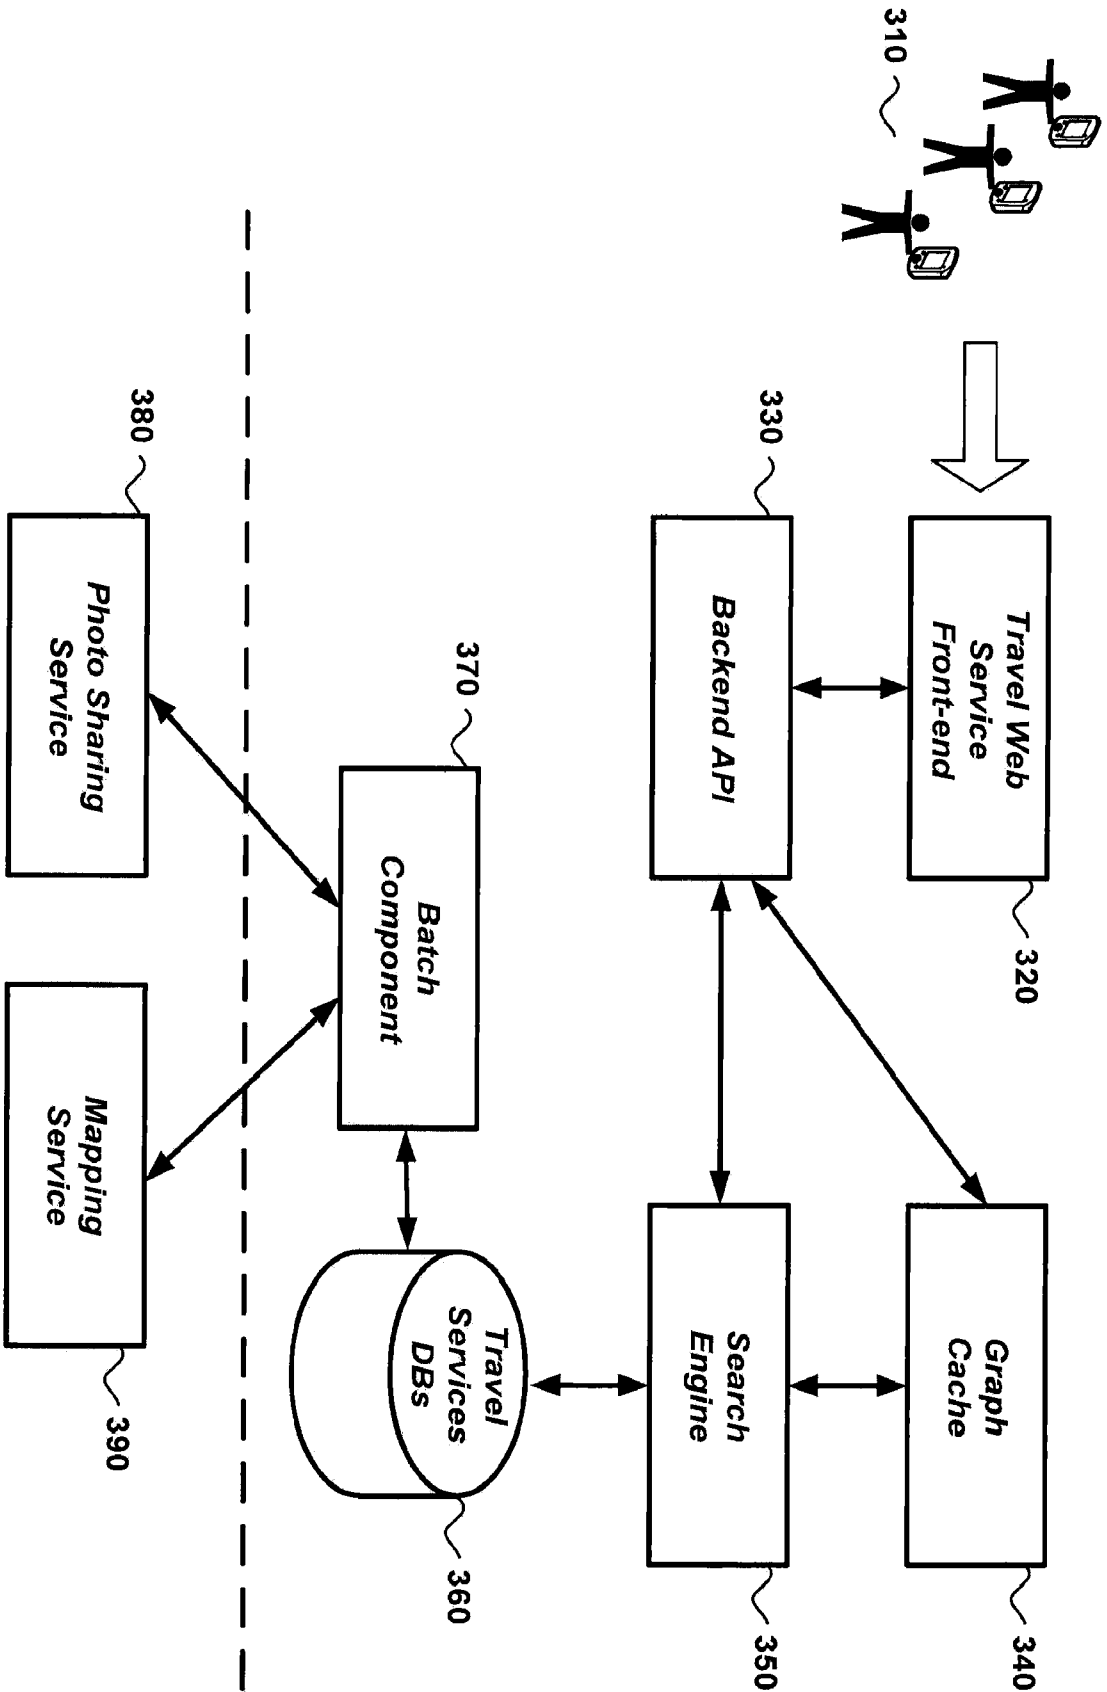 310
Travel Web
Service
Front-end
320
Graph
Cache
340
330
Backend API
Search
Engine
350
370
Batch
Component
Travel
Services
DBs
360
380
Photo Sharing
Service
Mapping
Service
390